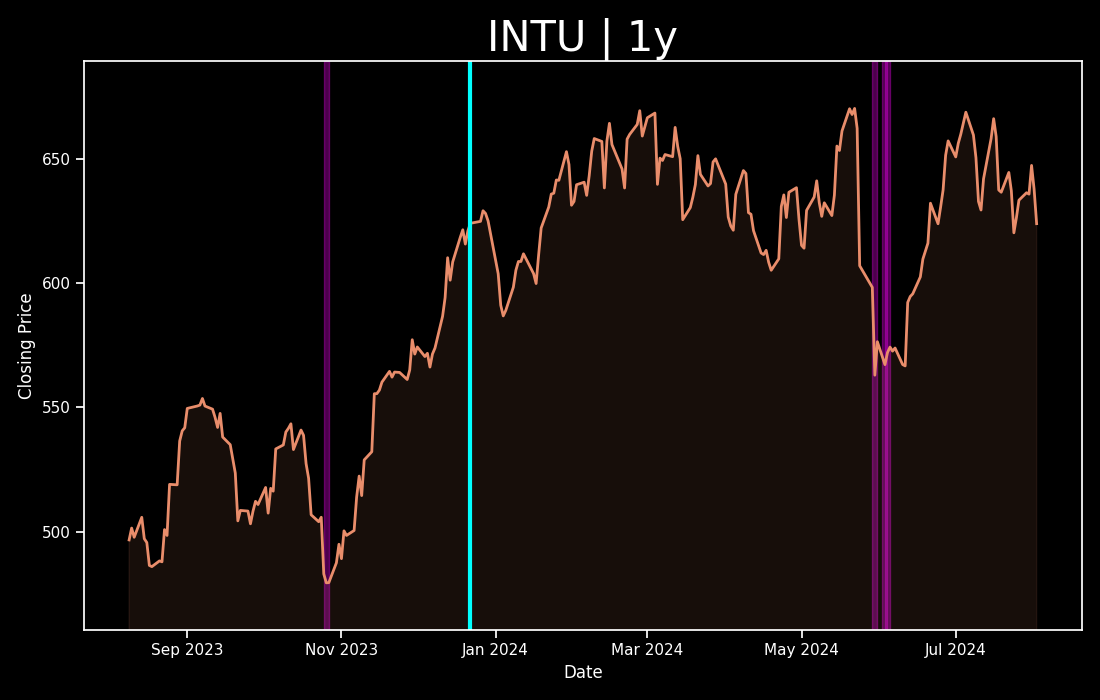 INTU | 1y
650
600
550
500
Closing Price
Sep 2023
Nov 2023
Jan 2024
Mar 2024
May 2024
Jul 2024
Date